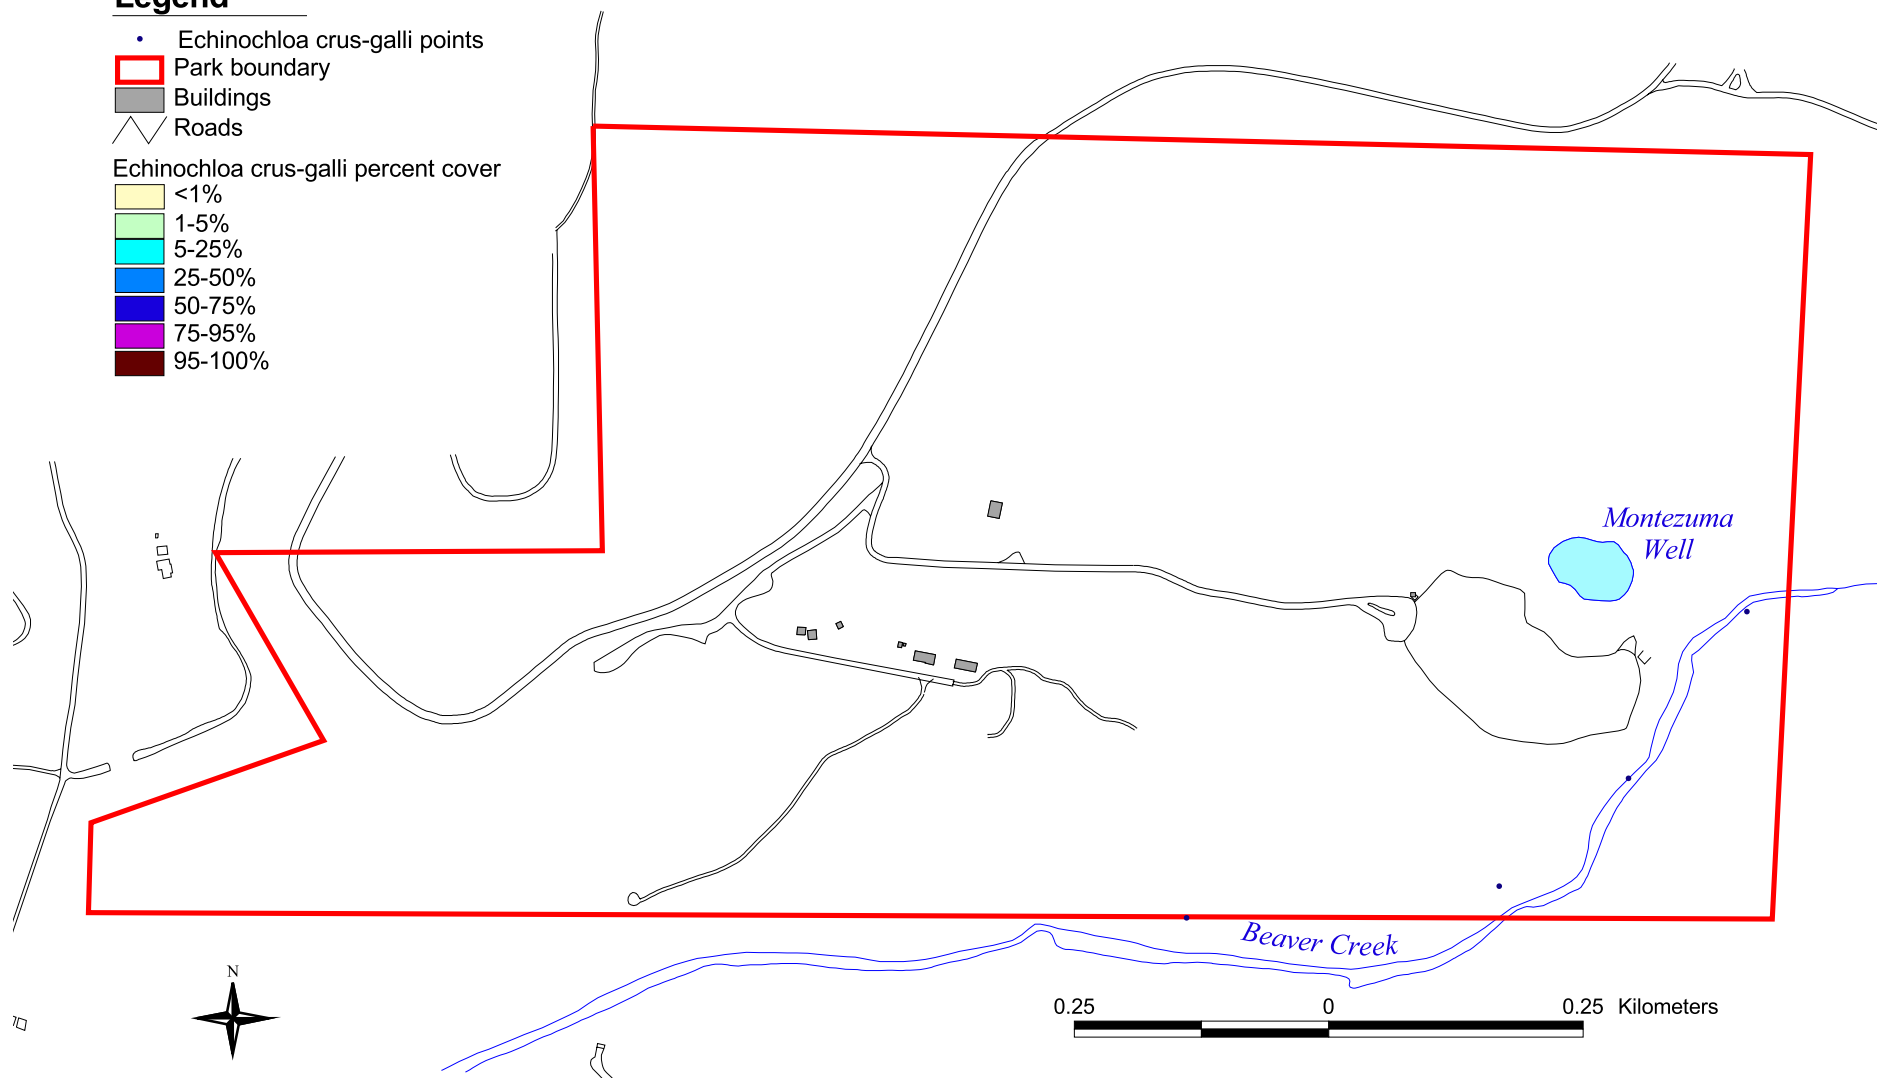 Legend
Echinochloa crus-galli points
Park boundary
Buildings
Roads
Echinochloa crus-galli percent cover
<1%
1-5%
5-25%
25-50%
50-75%
75-95%
95-100%
Montezuma
Well
Beaver Creek
N
0.25 0 0.25 Kilometers